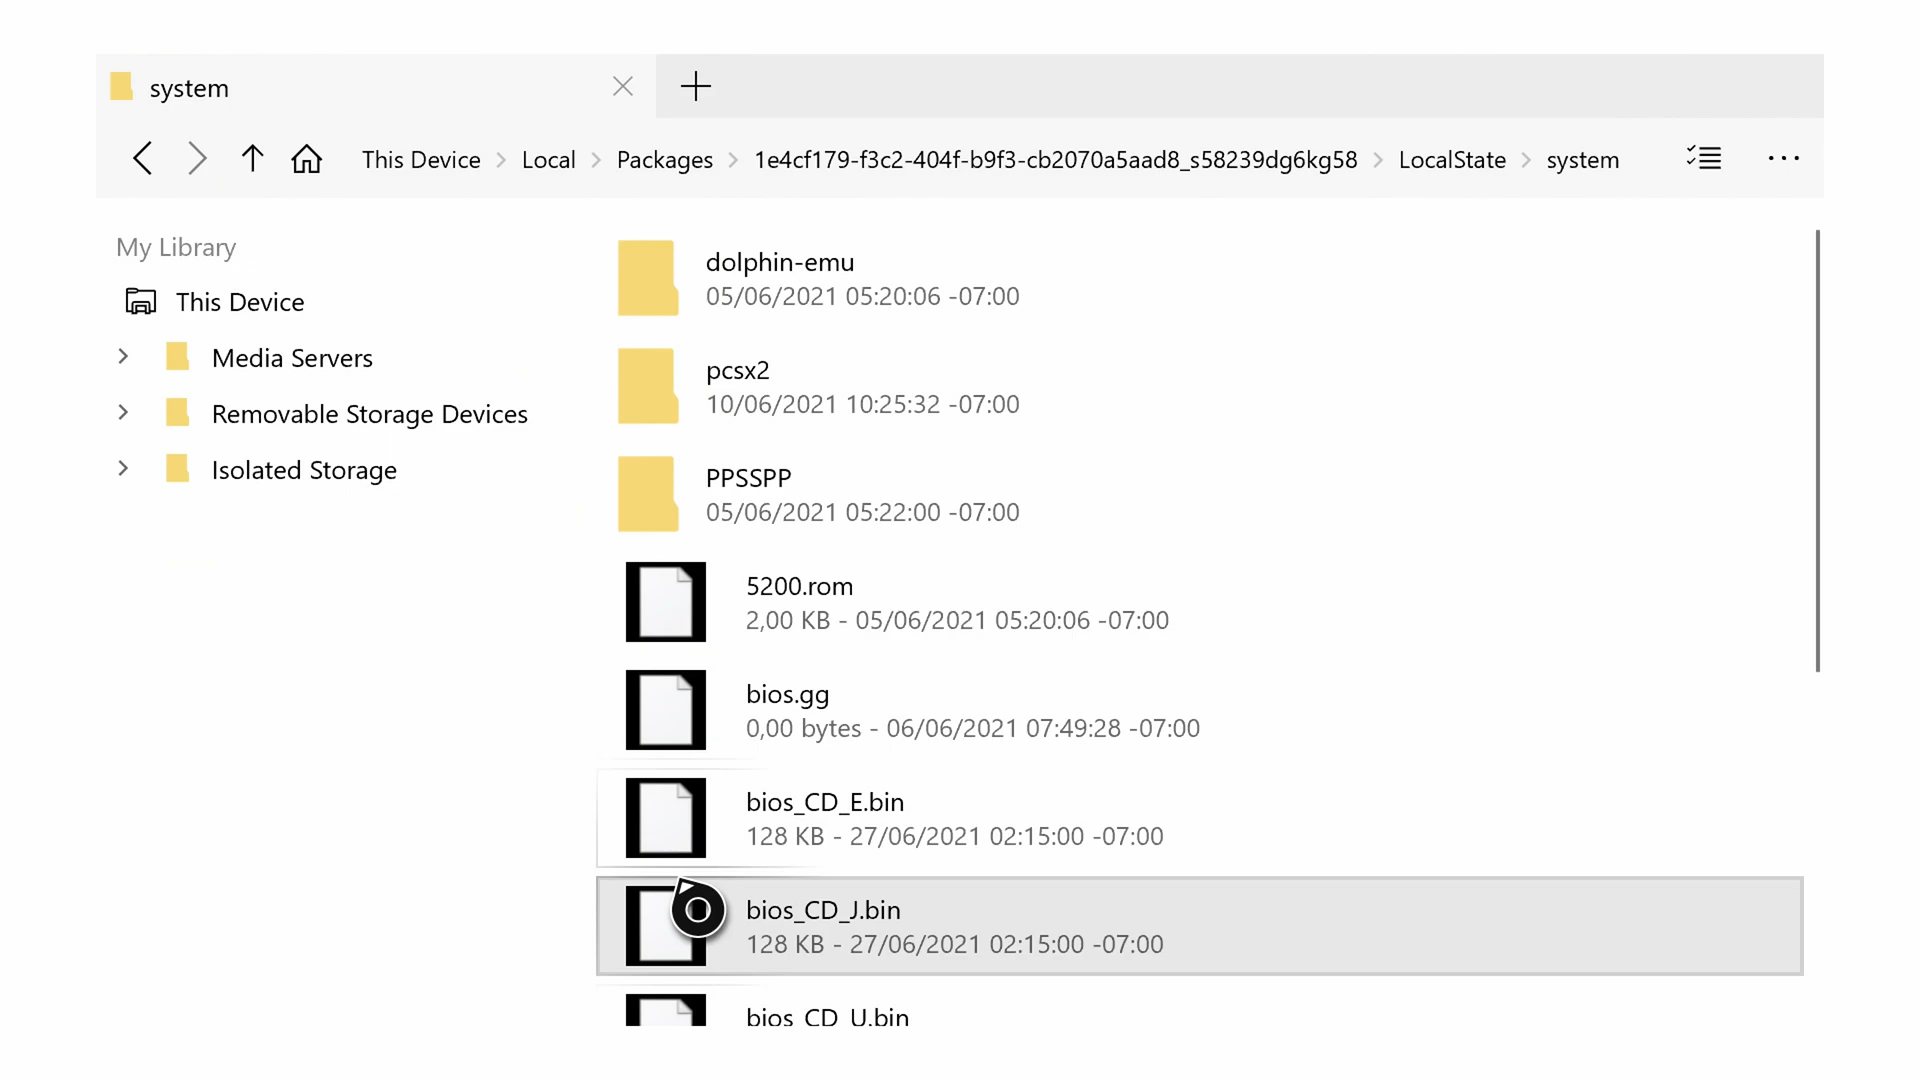 system
This Device
Local
Packages
1e4cf179-f3c2-404f-b9f3-cb2070a5aad8_s58239dg6kg58
LocalState
system
My Library
This Device
Media Servers
Removable Storage Devices
Isolated Storage
dolphin-emu
05/06/2021 05:20:06 -07:00
pcsx2
10/06/2021 10:25:32 -07:00
PPSSPP
05/06/2021 05:22:00 -07:00
5200.rom
2,00 KB - 05/06/2021 05:20:06 -07:00
bios.gg
0,00 bytes - 06/06/2021 07:49:28 -07:00
bios_CD_E.bin
128 KB - 27/06/2021 02:15:00 -07:00
bios_CD_J.bin
128 KB - 27/06/2021 02:15:00 -07:00
bios_CD_U.bin